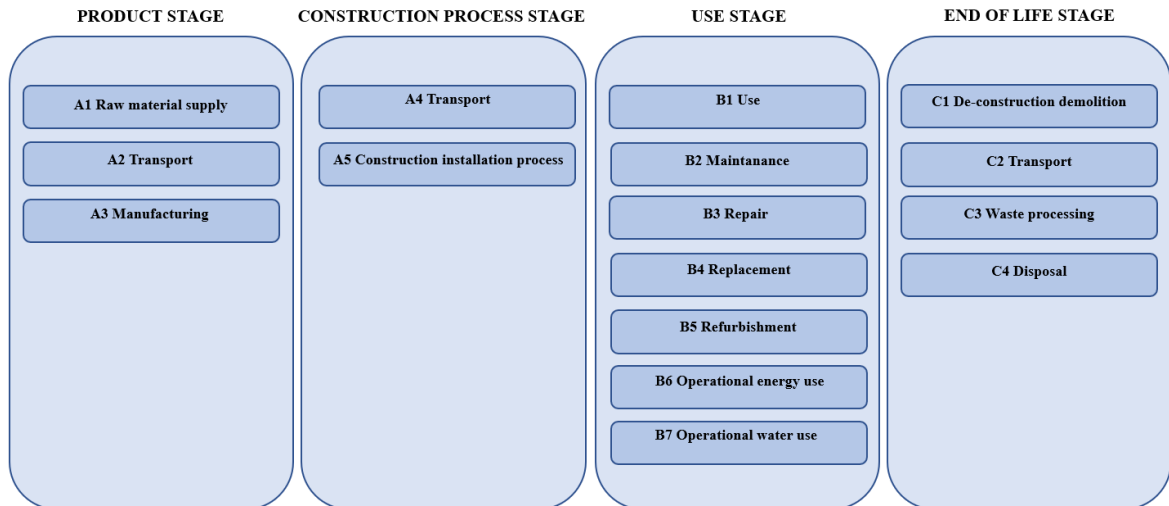 PRODUCT STAGE
A1 Raw material supply
A2 Transport
A3 Manufacturing
CONSTRUCTION PROCESS STAGE
A4 Transport
A5 Construction installation process
USE STAGE
B1 Use
B2 Maintanance
B3 Repair
B4 Replacement
B5 Refurbishment
B6 Operational energy use
B7 Operational water use
END OF LIFE STAGE
C1 De-construction demolition
C2 Transport
C3 Waste processing
C4 Disposal